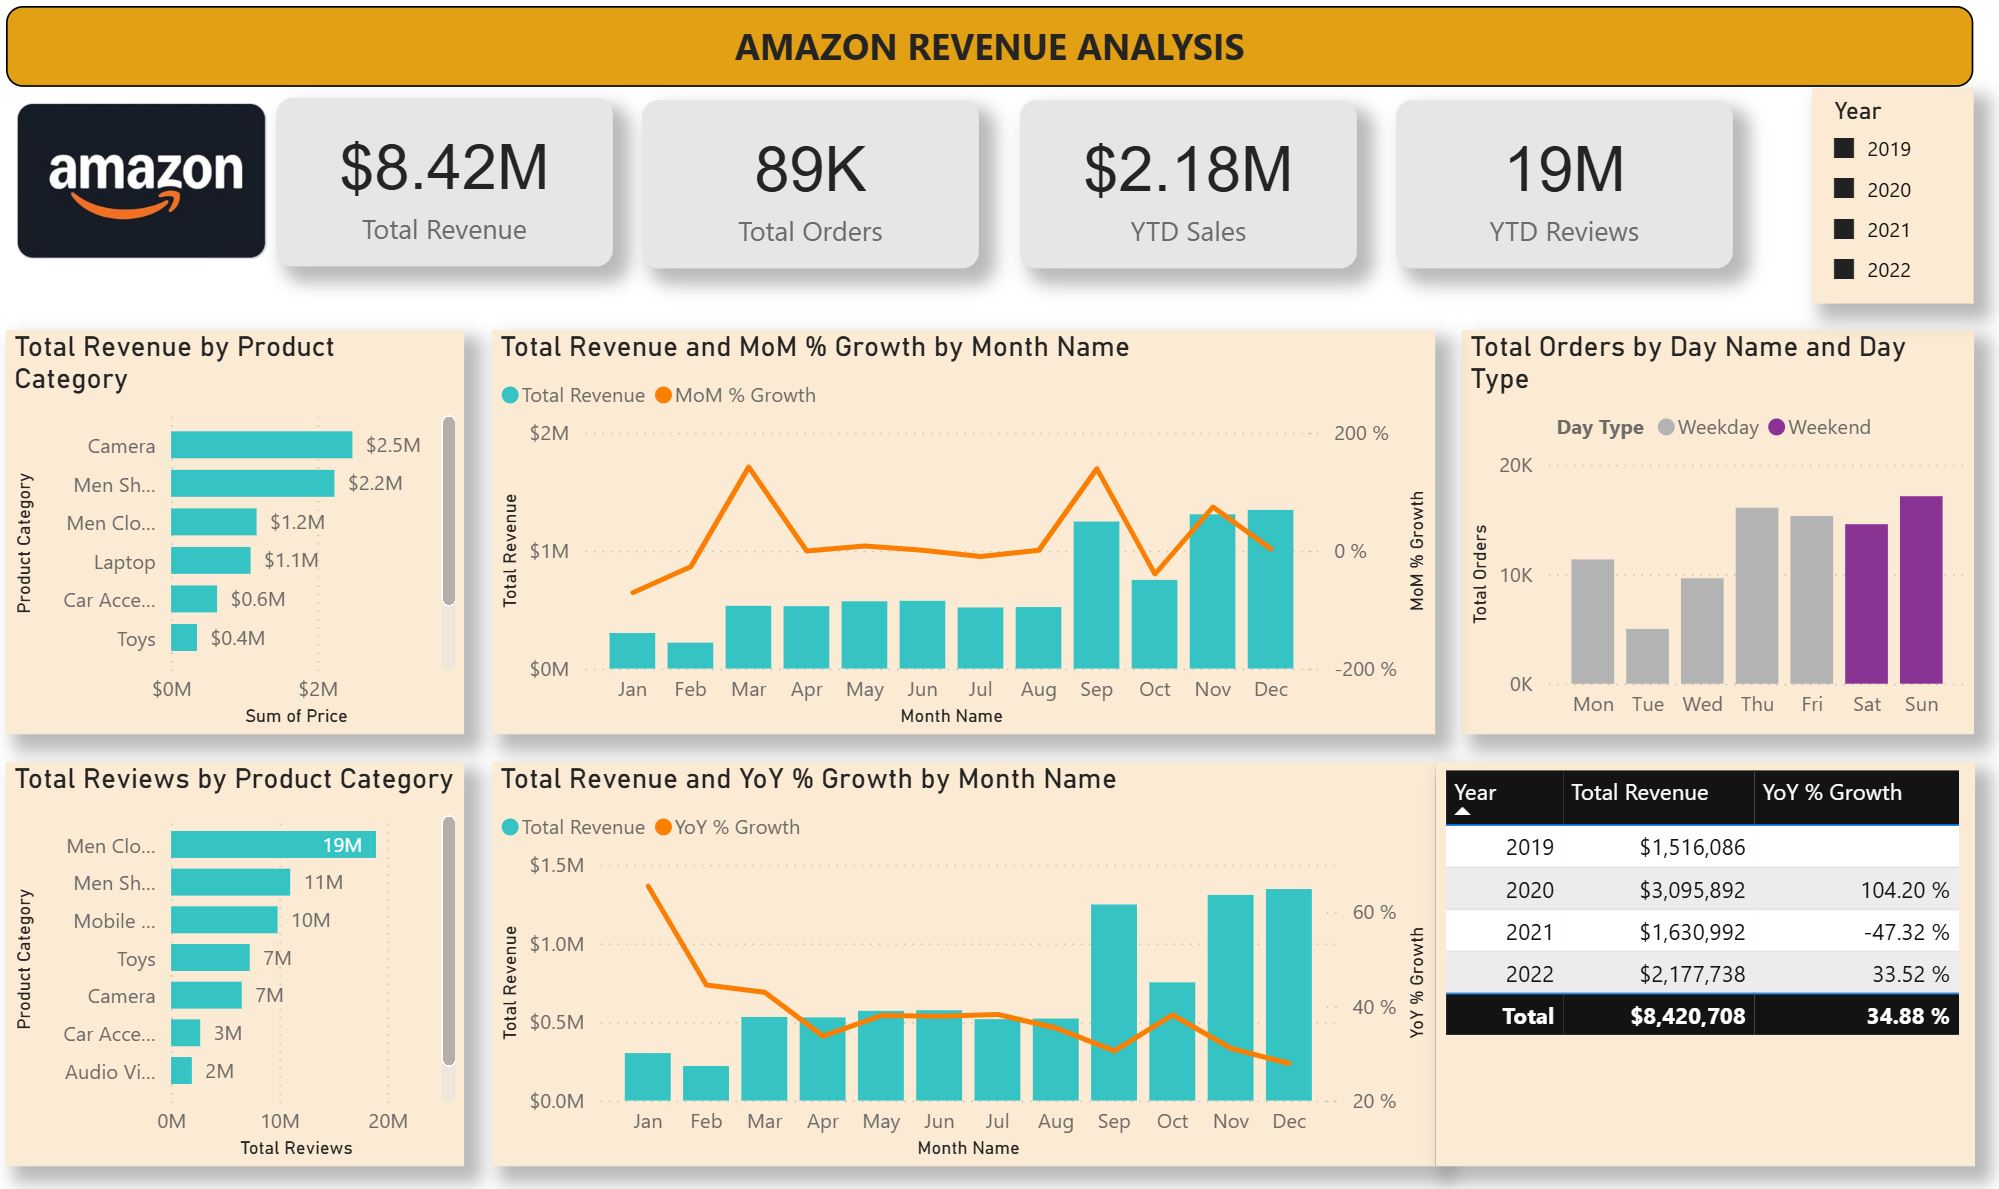 AMAZON REVENUE ANALYSIS
amazon
$8.42M
Total Revenue
89K
Total Orders
$2.18M
YTD Sales
19M
YTD Reviews
Year
2019
2020
2021
2022
Total Revenue by Product
Category
Product Category
Camera $2.5M
Men Sh... $2.2M
Men Clo... $1.2M
Laptop $1.1M
Car Acce... $0.6M
Toys $0.4M
$0M $2M
Sum of Price
Total Revenue and MoM % Growth by Month Name
Total Revenue MoM % Growth
$2M 200 %
$1M 0 %
$0M -200 %
Total Revenue
MoM % Growth
Jan Feb Mar Apr May Jun Jul Aug Sep Oct Nov Dec
Month Name
Total Orders by Day Name and Day
Type
Day Type Weekday Weekend
20K
10K
0K
Total Orders
Mon Tue Wed Thu Fri Sat Sun
Total Reviews by Product Category
Product Category
Men Clo... 19M
Men Sh... 11M
Mobile ... 10M
Toys 7M
Camera 7M
Car Acce... 3M
Audio Vi... 2M
0M 10M 20M
Total Reviews
Total Revenue and YoY % Growth by Month Name
Total Revenue YoY % Growth
$1.5M
$1.0M
$0.5M
$0.0M
60 %
40 %
20 %
Total Revenue
YoY % Growth
Jan Feb Mar Apr May Jun Jul Aug Sep Oct Nov Dec
Month Name
Year Total Revenue YoY % Growth
2019 $1,516,086
2020 $3,095,892 104.20 %
2021 $1,630,992 -47.32 %
2022 $2,177,738 33.52 %
Total $8,420,708 34.88 %